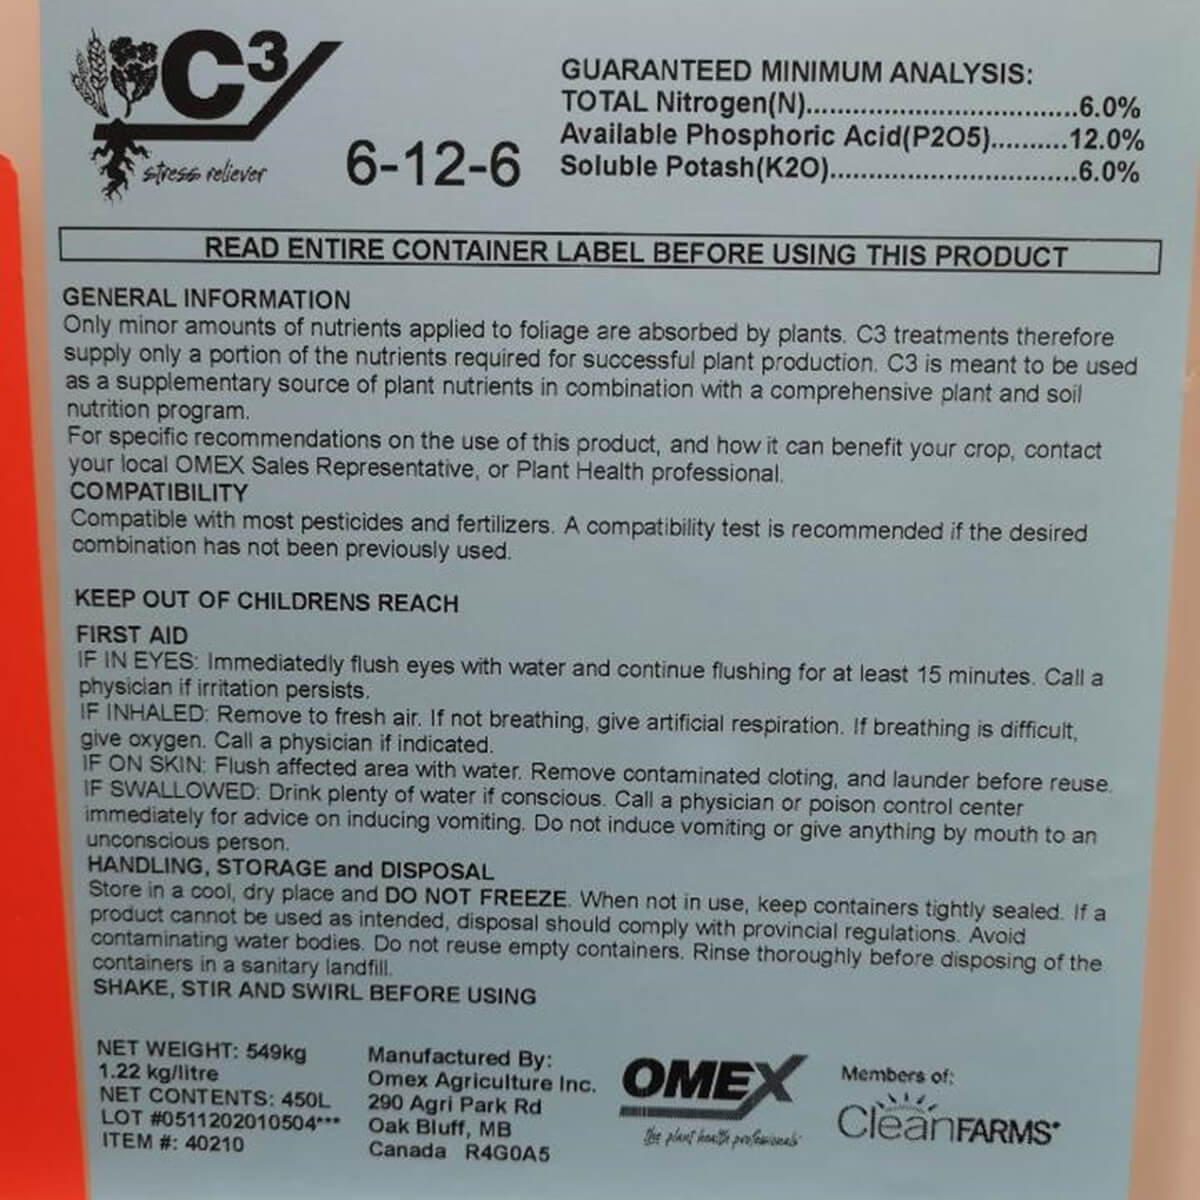 C3
stress reliever
6-12-6
GUARANTEED MINIMUM ANALYSIS:
TOTAL Nitrogen(N)..................................6.0%
Available Phosphoric Acid(P2O5)..........12.0%
Soluble Potash(K2O)................................6.0%
READ ENTIRE CONTAINER LABEL BEFORE USING THIS PRODUCT
GENERAL INFORMATION
Only minor amounts of nutrients applied to foliage are absorbed by plants. C3 treatments therefore
supply only a portion of the nutrients required for successful plant production. C3 is meant to be used
as a supplementary source of plant nutrients in combination with a comprehensive plant and soil
nutrition program.
For specific recommendations on the use of this product, and how it can benefit your crop, contact
your local OMEX Sales Representative, or Plant Health professional.
COMPATIBILITY
Compatible with most pesticides and fertilizers. A compatibility test is recommended if the desired
combination has not been previously used.
KEEP OUT OF CHILDRENS REACH
FIRST AID
IF IN EYES: Immediatedly flush eyes with water and continue flushing for at least 15 minutes. Call a
physician if irritation persists.
IF INHALED: Remove to fresh air. If not breathing, give artificial respiration. If breathing is difficult,
give oxygen. Call a physician if indicated.
IF ON SKIN: Flush affected area with water. Remove contaminated cloting, and launder before reuse.
IF SWALLOWED: Drink plenty of water if conscious. Call a physician or poison control center
immediately for advice on inducing vomiting. Do not induce vomiting or give anything by mouth to an
unconscious person.
HANDLING, STORAGE and DISPOSAL
Store in a cool, dry place and DO NOT FREEZE. When not in use, keep containers tightly sealed. If a
product cannot be used as intended, disposal should comply with provincial regulations. Avoid
contaminating water bodies. Do not reuse empty containers. Rinse thoroughly before disposing of the
containers in a sanitary landfill.
SHAKE, STIR AND SWIRL BEFORE USING
NET WEIGHT: 549kg
1.22 kg/litre
NET CONTENTS: 450L
LOT #0511202010504***
ITEM #: 40210
Manufactured By:
Omex Agriculture Inc.
290 Agri Park Rd
Oak Bluff, MB
Canada R4G0A5
OMEX
the plant health professionals
Members of:
CleanFARMS